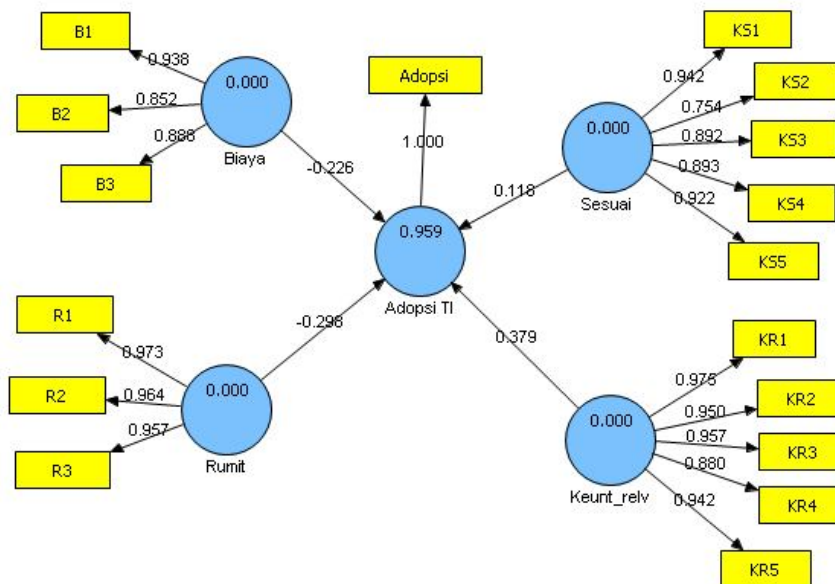 B1
0.938
B2
0.852
B3
0.888
0.000
Biaya
-0.226
Adopsi
1.000
0.959
Adopsi TI
KS1
0.942
KS2
0.754
KS3
0.892
KS4
0.893
KS5
0.922
0.000
Sesuai
0.118
R1
0.973
R2
0.964
R3
0.957
0.000
Rumit
-0.298
KR1
0.975
KR2
0.950
KR3
0.957
KR4
0.880
KR5
0.942
0.000
Keunt_relv
0.379